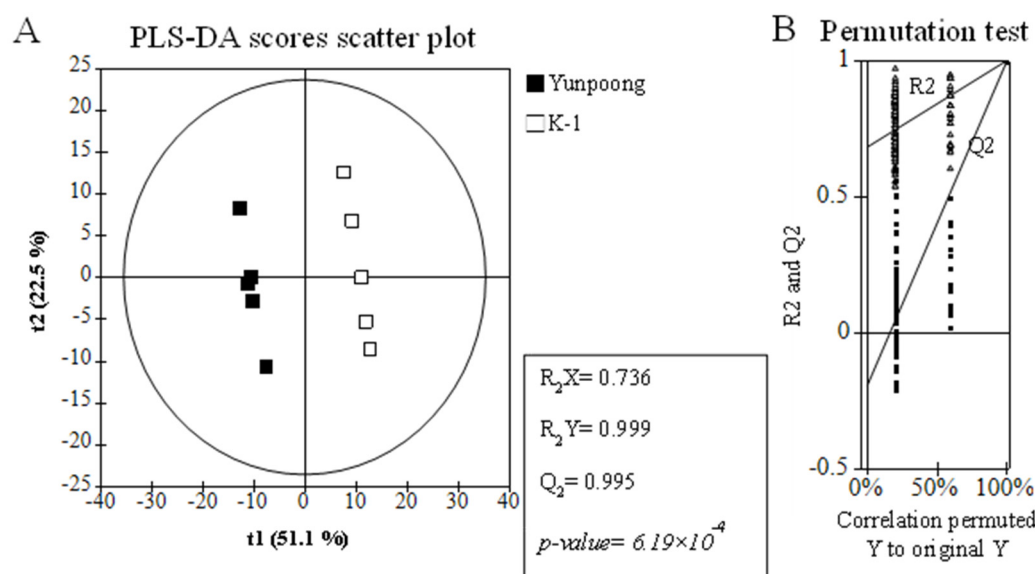 A
PLS-DA scores scatter plot
25
20
15
10
5
0
-5
-10
-15
-20
-25
t2 (22.5 %)
-40 -30 -20 -10 0 10 20 30 40
t1 (51.1 %)
Yunpoong
K-1
R₂X= 0.736
R₂Y= 0.999
Q₂= 0.995
p-value= 6.19×10⁻⁴
B
Permutation test
1
0.5
0
-0.5
R2 and Q2
R2
Q2
0% 50% 100%
Correlation permuted
Y to original Y